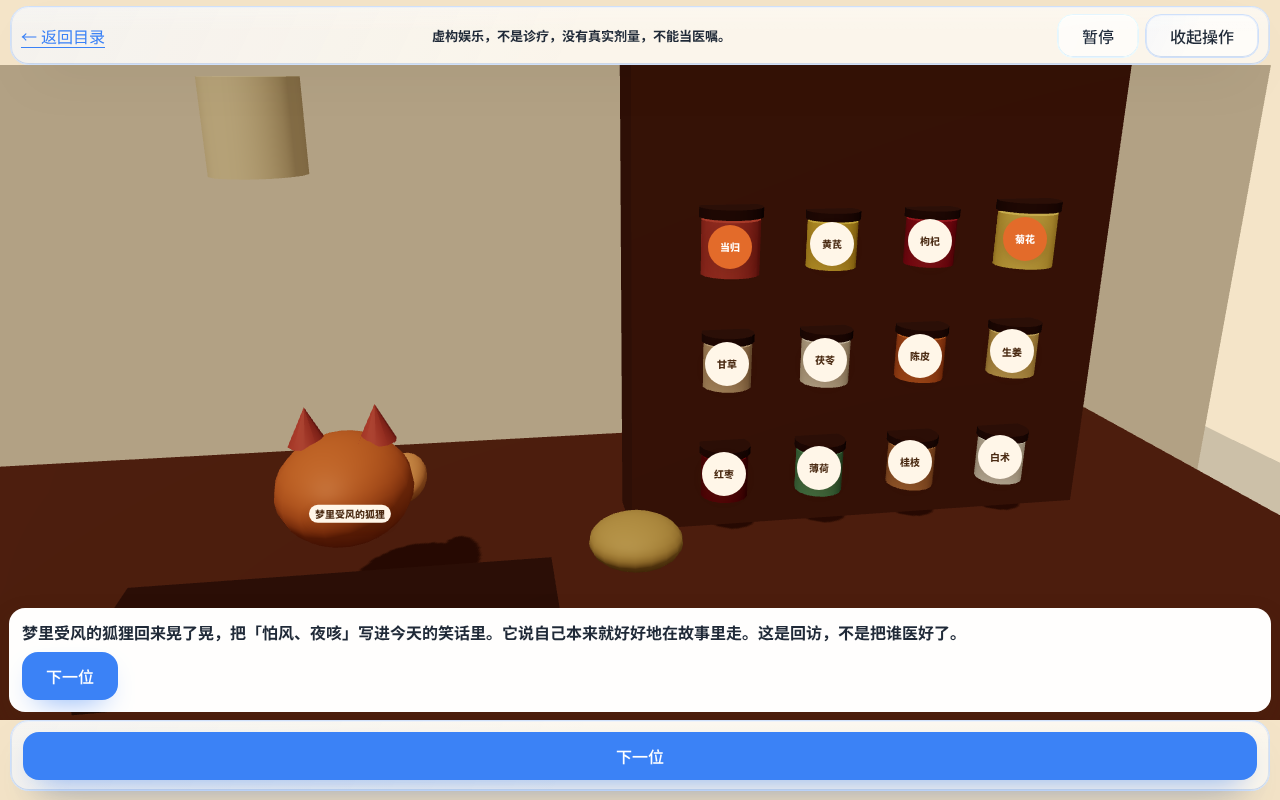 ← 返回目录
虚构娱乐，不是诊疗，没有真实剂量，不能当医嘱。
暂停
收起操作
当归
黄芪
枸杞
菊花
甘草
茯苓
陈皮
生姜
红枣
薄荷
桂枝
白术
梦里受风的狐狸
梦里受风的狐狸回来晃了晃，把「怕风、夜咳」写进今天的笑话里。它说自己本来就好好地在故事里走。这是回访，不是把谁医好了。
下一位
下一位